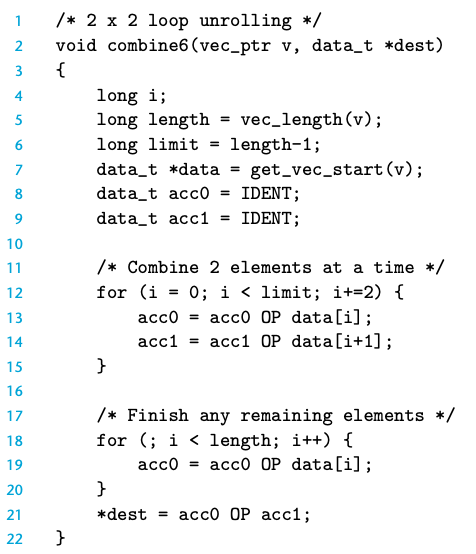 1 /* 2 x 2 loop unrolling */
2 void combine6(vec_ptr v, data_t *dest)
3 {
4     long i;
5     long length = vec_length(v);
6     long limit = length-1;
7     data_t *data = get_vec_start(v);
8     data_t acc0 = IDENT;
9     data_t acc1 = IDENT;
10
11     /* Combine 2 elements at a time */
12     for (i = 0; i < limit; i+=2) {
13         acc0 = acc0 OP data[i];
14         acc1 = acc1 OP data[i+1];
15     }
16
17     /* Finish any remaining elements */
18     for (; i < length; i++) {
19         acc0 = acc0 OP data[i];
20     }
21     *dest = acc0 OP acc1;
22 }